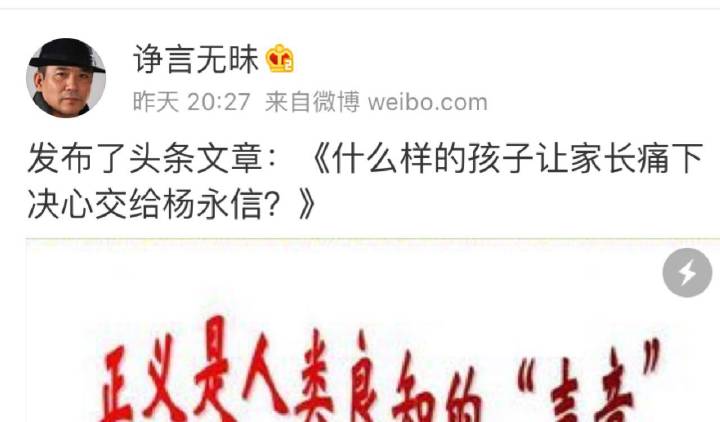 诤言无昧
昨天 20:27 来自微博 weibo.com
发布了头条文章：《什么样的孩子让家长痛下
决心交给杨永信？》
正义是人类良知的“声音”